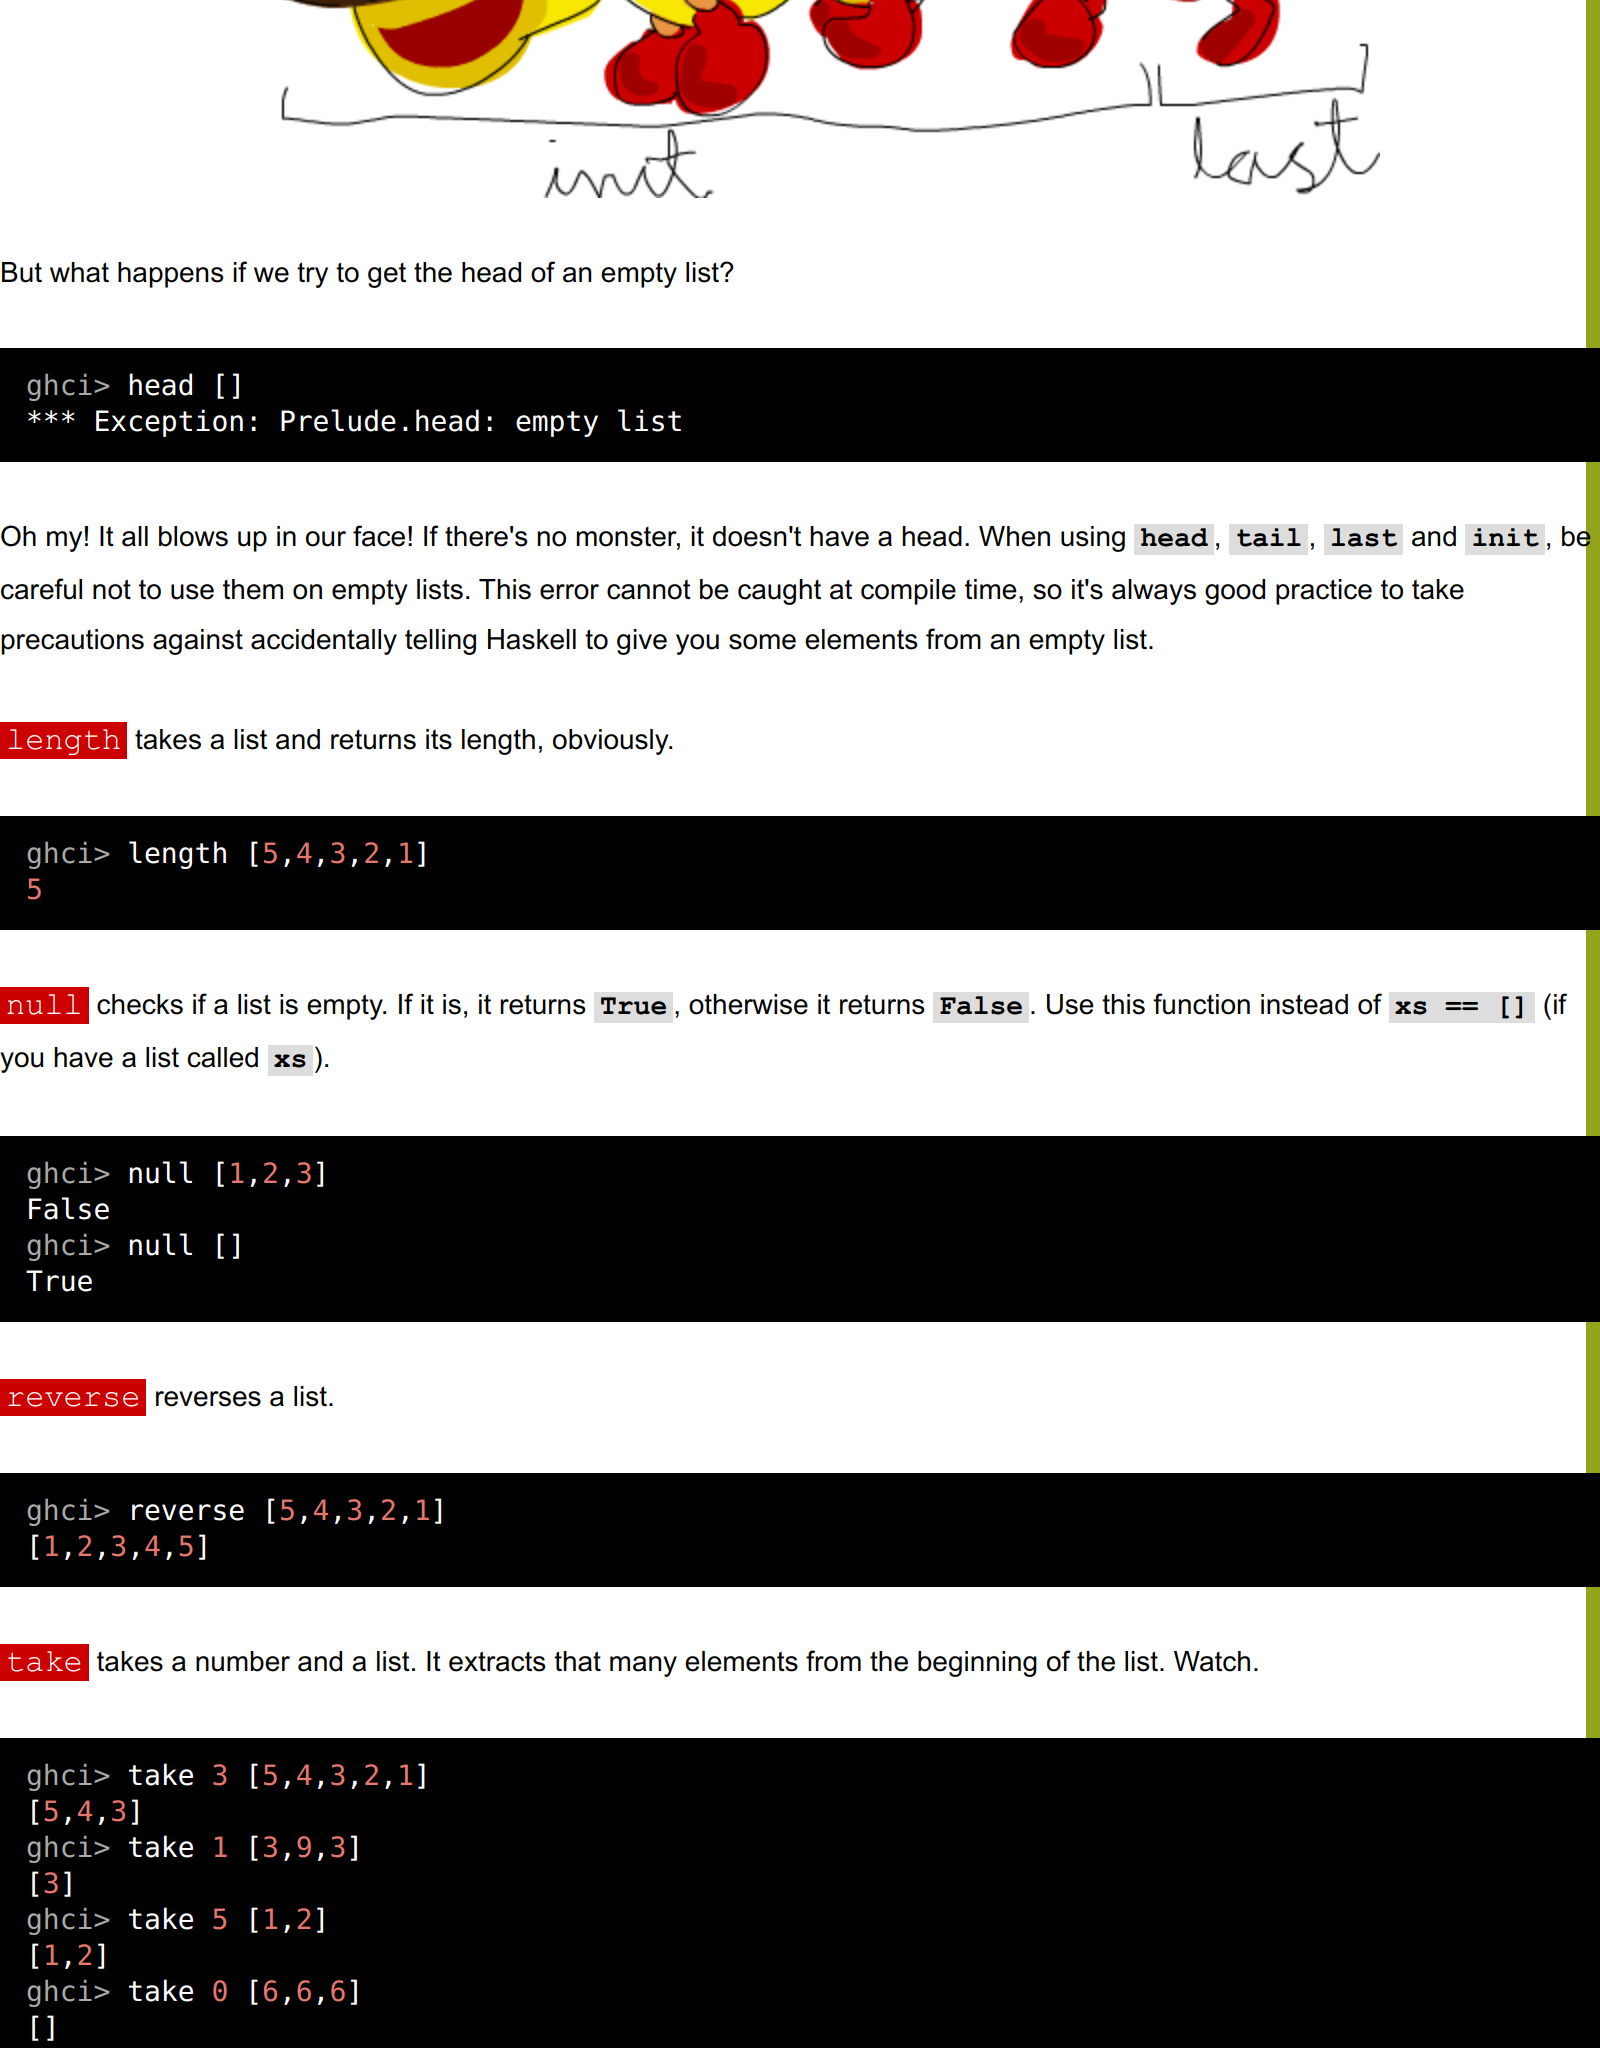 init
last
But what happens if we try to get the head of an empty list?
ghci> head []
*** Exception: Prelude.head: empty list
Oh my! It all blows up in our face! If there's no monster, it doesn't have a head. When using head, tail, last and init, be
careful not to use them on empty lists. This error cannot be caught at compile time, so it's always good practice to take
precautions against accidentally telling Haskell to give you some elements from an empty list.
length takes a list and returns its length, obviously.
ghci> length [5,4,3,2,1]
5
null checks if a list is empty. If it is, it returns True, otherwise it returns False. Use this function instead of xs == [] (if
you have a list called xs).
ghci> null [1,2,3]
False
ghci> null []
True
reverse reverses a list.
ghci> reverse [5,4,3,2,1]
[1,2,3,4,5]
take takes a number and a list. It extracts that many elements from the beginning of the list. Watch.
ghci> take 3 [5,4,3,2,1]
[5,4,3]
ghci> take 1 [3,9,3]
[3]
ghci> take 5 [1,2]
[1,2]
ghci> take 0 [6,6,6]
[]